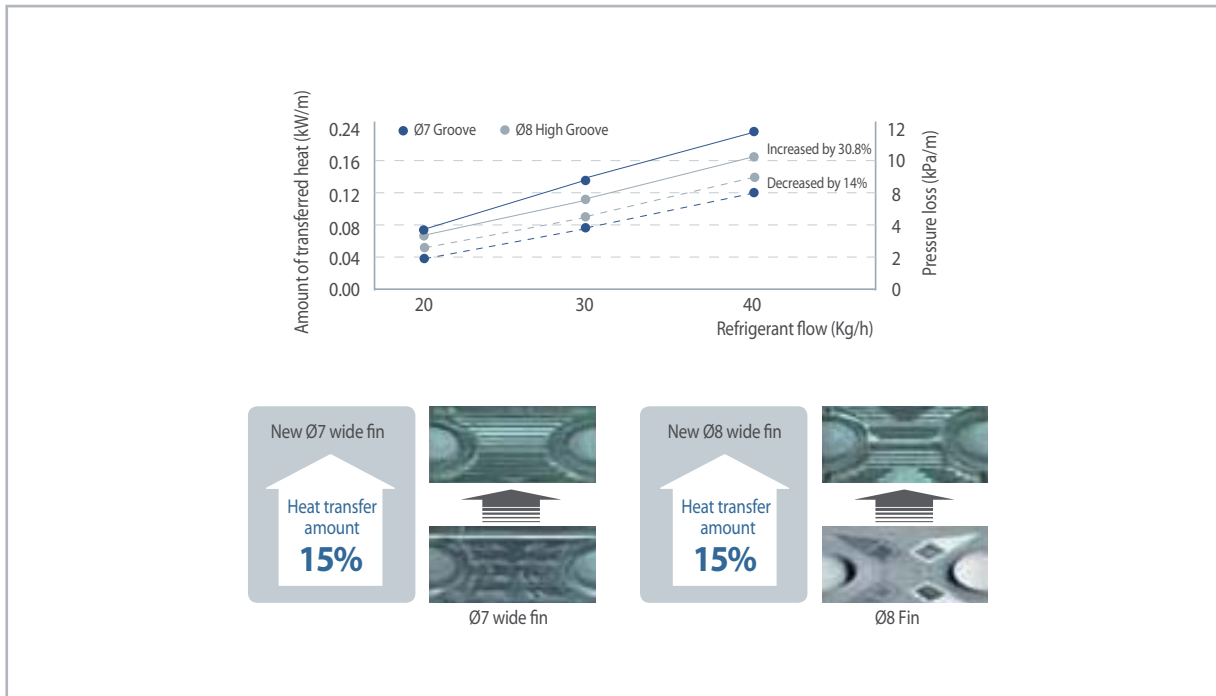 Amount of transferred heat (kW/m)
0.24
0.16
0.12
0.08
0.04
0.00
Ø7 Groove
Ø8 High Groove
Increased by 30.8%
Decreased by 14%
12
10
8
4
2
0
Pressure loss (kPa/m)
20
30
40
Refrigerant flow (Kg/h)
New Ø7 wide fin
Heat transfer
amount
15%
Ø7 wide fin
New Ø8 wide fin
Heat transfer
amount
15%
Ø8 Fin